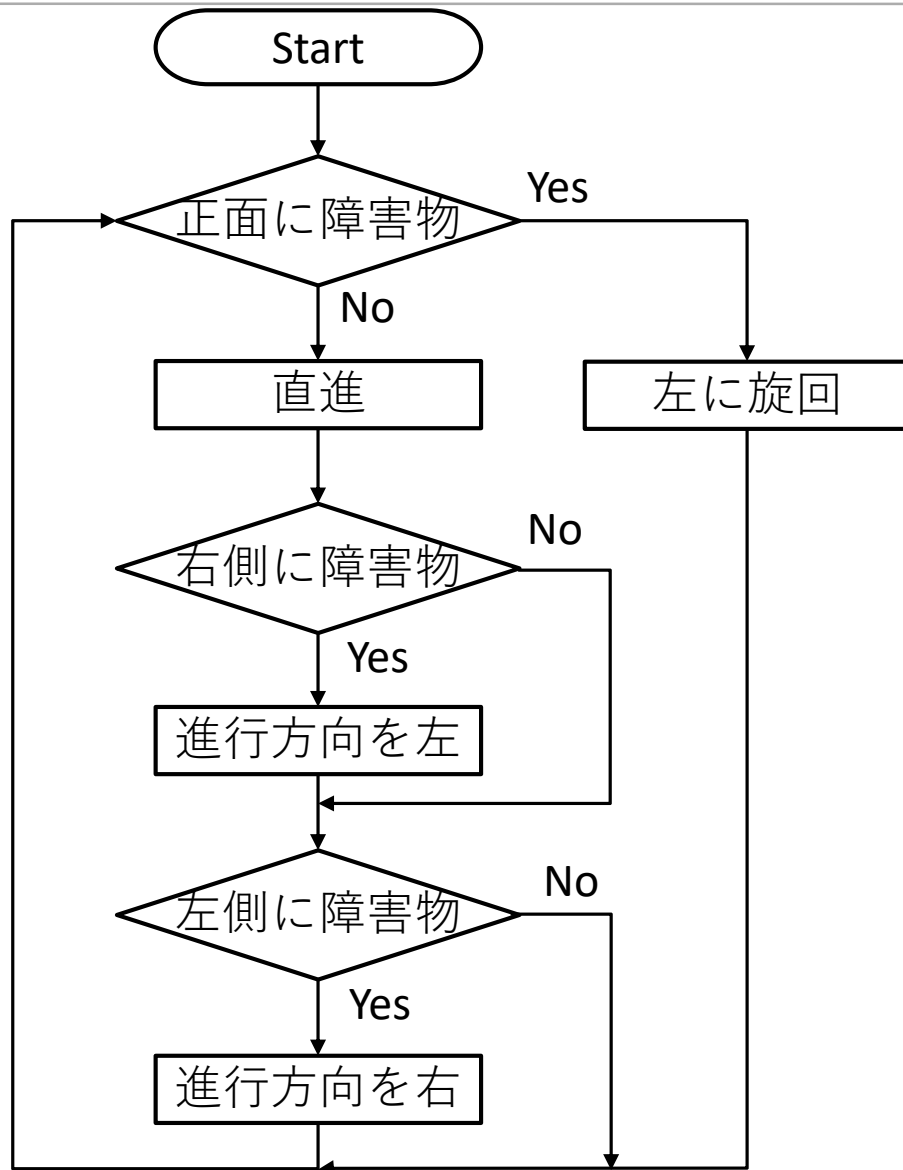 Start
正面に障害物
Yes
No
直進
左に旋回
右側に障害物
No
Yes
進行方向を左
左側に障害物
No
Yes
進行方向を右